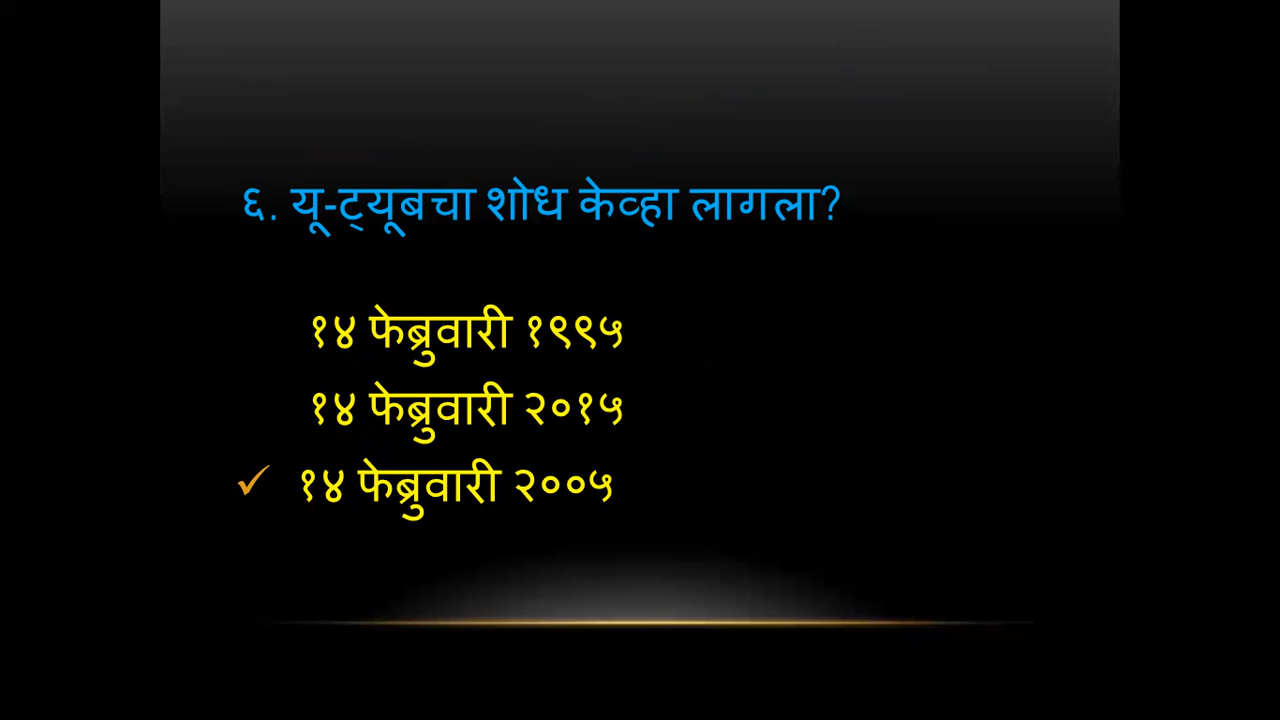 ६. यू-ट्यूबचा शोध केव्हा लागला?
१४ फेब्रुवारी १९९५
१४ फेब्रुवारी २०१५
✓ १४ फेब्रुवारी २००५